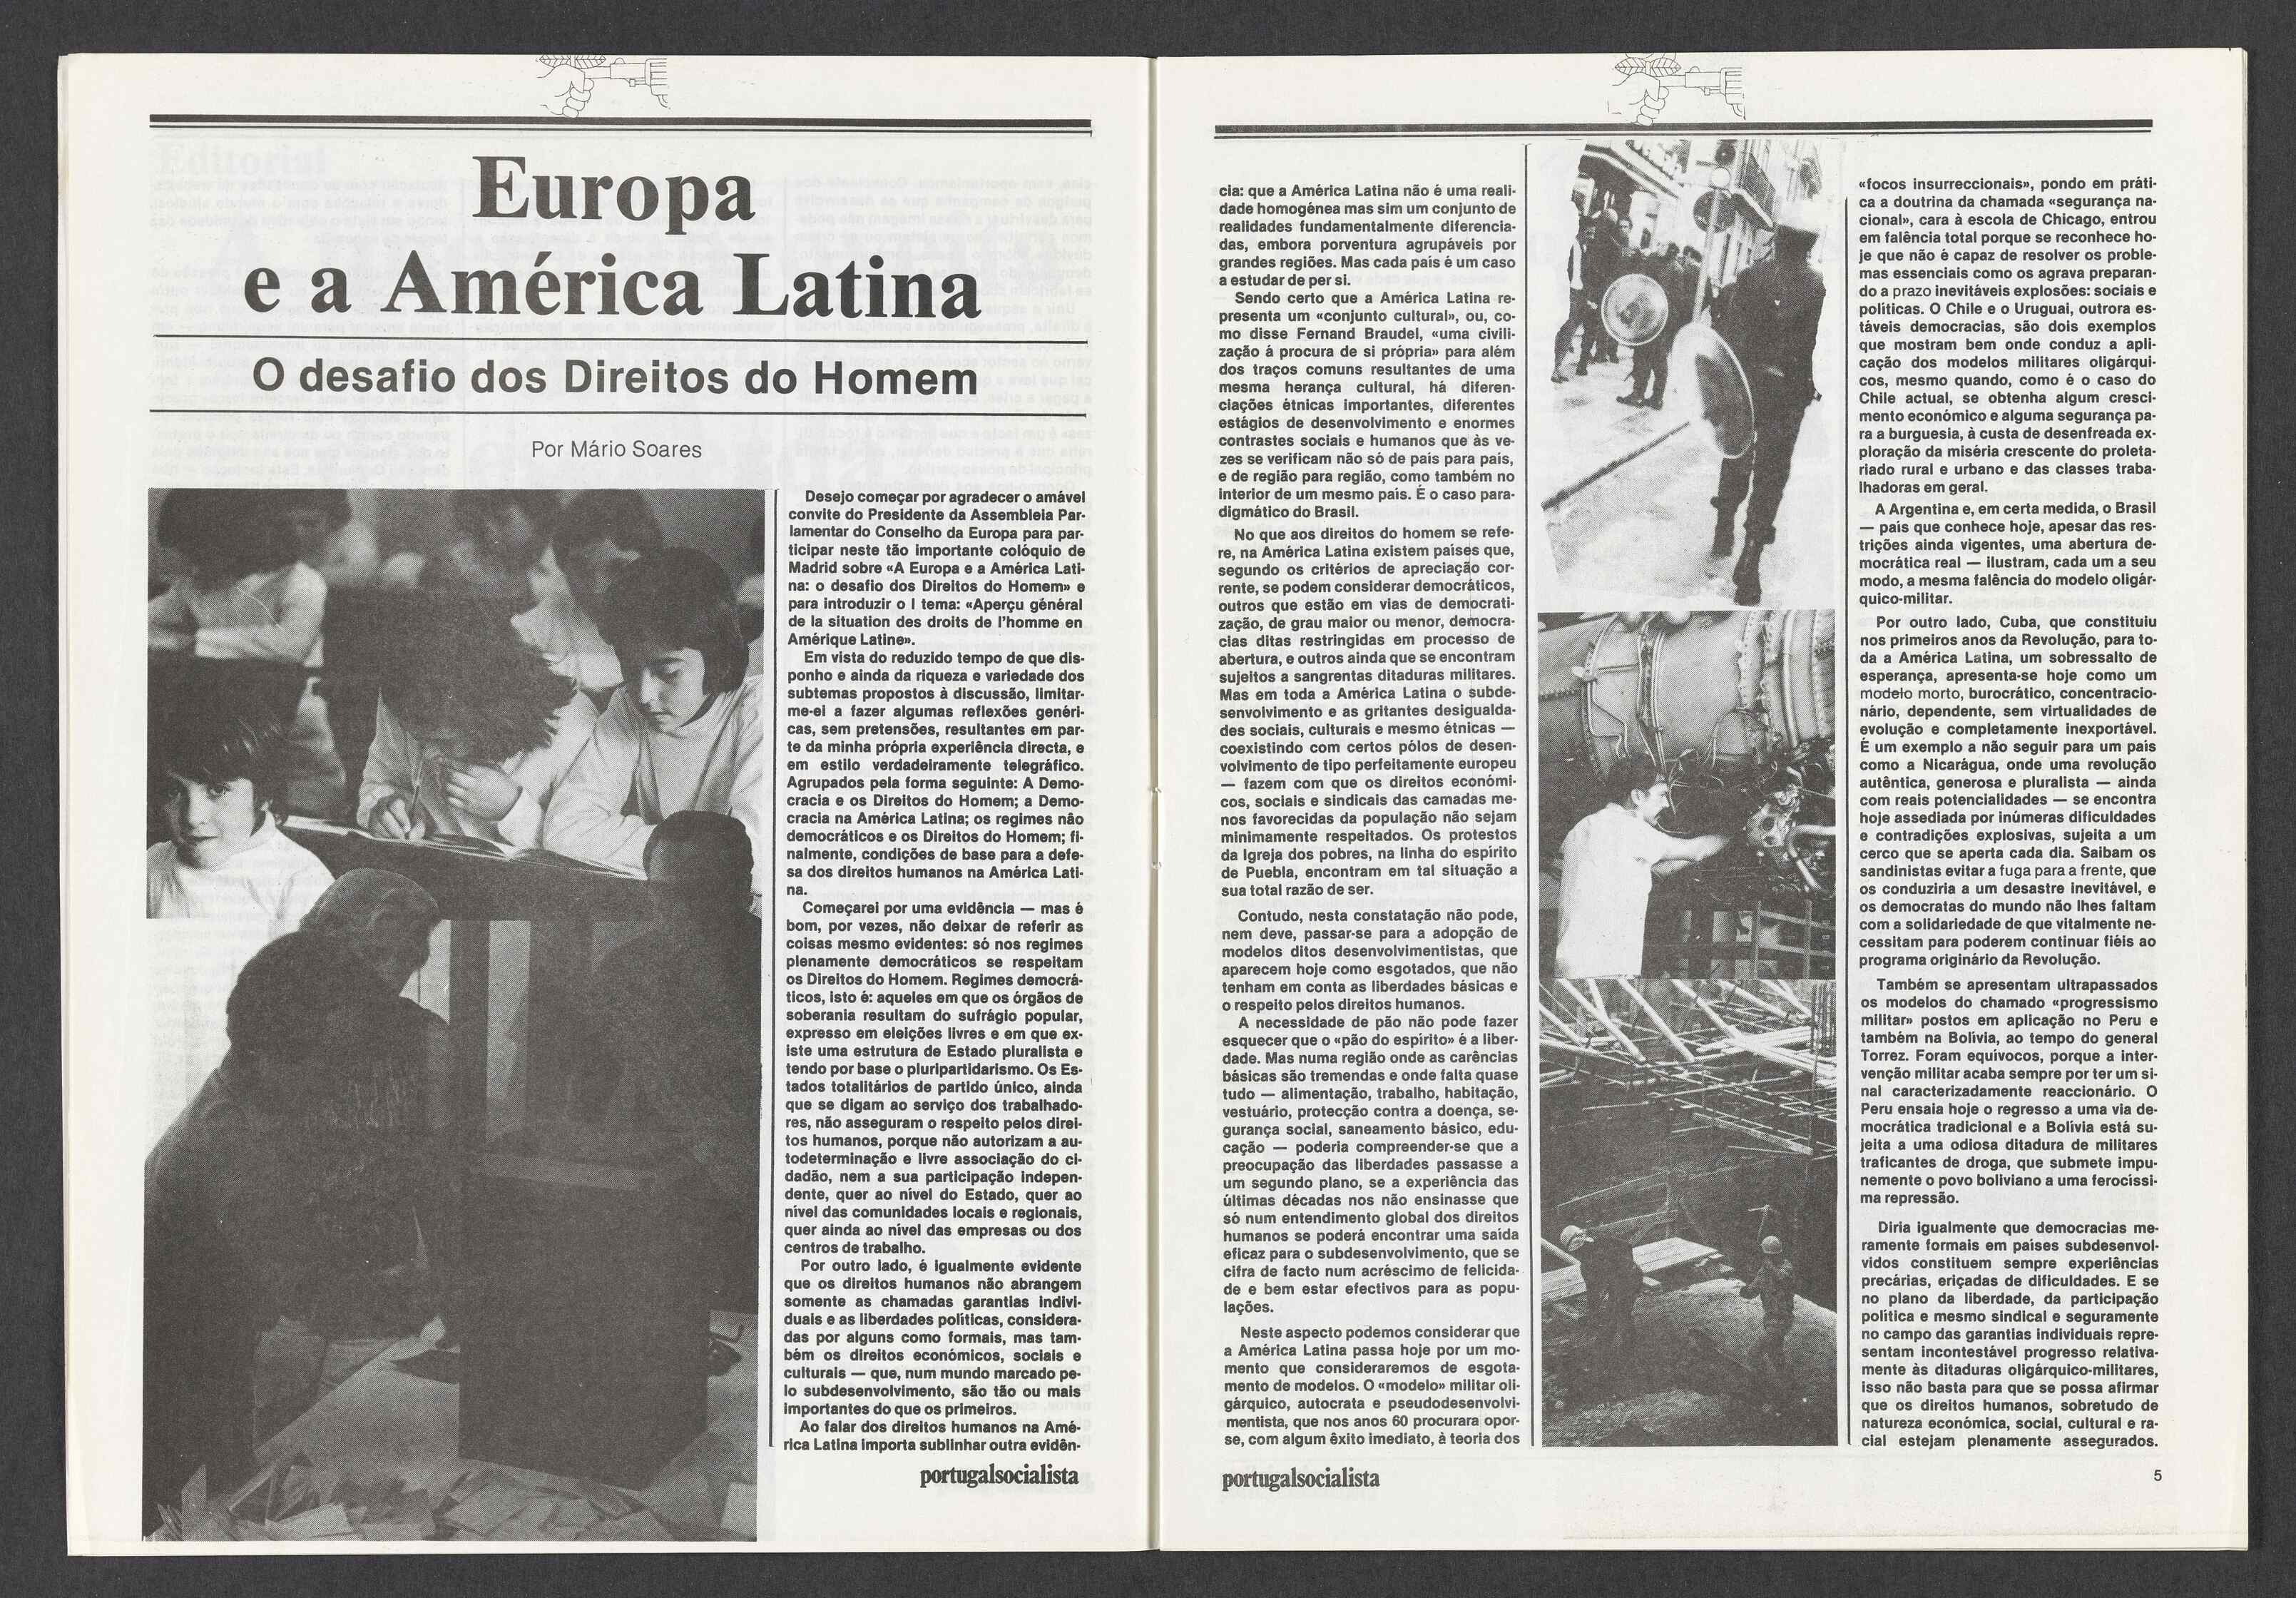 Europa
e a América Latina
O desafio dos Direitos do Homem
Por Mário Soares
Desejo começar por agradecer o amável
convite do Presidente da Assembleia Par-
lamentar do Conselho da Europa para par-
ticipar neste tão importante colóquio de
Madrid sobre «A Europa e a América Lati-
na: o desafio dos Direitos do Homem» e
para introduzir o I tema: «Aperçu général
de la situation des droits de l'homme en
Amérique Latine».
Em vista do reduzido tempo de que dis-
ponho e ainda da riqueza e variedade dos
subtemas propostos à discussão, limitar-
me-ei a fazer algumas reflexões genéri-
cas, sem pretensões, resultantes em par-
te da minha própria experiência directa, e
em estilo verdadeiramente telegráfico.
Agrupados pela forma seguinte: A Demo-
cracia e os Direitos do Homem; a Demo-
cracia na América Latina; os regimes não
democráticos e os Direitos do Homem; fi-
nalmente, condições de base para a defe-
sa dos direitos humanos na América Lati-
na.
Começarei por uma evidência — mas é
bom, por vezes, não deixar de referir as
coisas mesmo evidentes: só nos regimes
plenamente democráticos se respeitam
os Direitos do Homem. Regimes democrá-
ticos, isto é: aqueles em que os órgãos de
soberania resultam do sufrágio popular,
expresso em eleições livres e em que ex-
iste uma estrutura de Estado pluralista e
tendo por base o pluripartidarismo. Os Es-
tados totalitários de partido único, ainda
que se digam ao serviço dos trabalhado-
res, não asseguram o respeito pelos direi-
tos humanos, porque não autorizam a au-
todeterminação e livre associação do ci-
dadão, nem a sua participação indepen-
dente, quer ao nível do Estado, quer ao
nível das comunidades locais e regionais,
quer ainda ao nível das empresas ou dos
centros de trabalho.
Por outro lado, é igualmente evidente
que os direitos humanos não abrangem
somente as chamadas garantias indivi-
duais e as liberdades políticas, considera-
das por alguns como formais, mas tam-
bém os direitos económicos, sociais e
culturais — que, num mundo marcado pe-
lo subdesenvolvimento, são tão ou mais
importantes do que os primeiros.
Ao falar dos direitos humanos na Amé-
rica Latina importa sublinhar outra evidên-
portugalsocialista
cia: que a América Latina não é uma reali-
dade homogénea mas sim um conjunto de
realidades fundamentalmente diferencia-
das, embora porventura agrupáveis por
grandes regiões. Mas cada país é um caso
a estudar de per si.
Sendo certo que a América Latina re-
presenta um «conjunto cultural», ou, co-
mo disse Fernand Braudel, «uma civili-
zação á procura de si própria» para além
dos traços comuns resultantes de uma
mesma herança cultural, há diferen-
ciações étnicas importantes, diferentes
estágios de desenvolvimento e enormes
contrastes sociais e humanos que às ve-
zes se verificam não só de país para país,
e de região para região, como também no
interior de um mesmo país. É o caso para-
digmático do Brasil.
No que aos direitos do homem se refe-
re, na América Latina existem países que,
segundo os critérios de apreciação cor-
rente, se podem considerar democráticos,
outros que estão em vias de democrati-
zação, de grau maior ou menor, democra-
cias ditas restringidas em processo de
abertura, e outros ainda que se encontram
sujeitos a sangrentas ditaduras militares.
Mas em toda a América Latina o subde-
senvolvimento e as gritantes desigualda-
des sociais, culturais e mesmo étnicas —
coexistindo com certos pólos de desen-
volvimento de tipo perfeitamente europeu
— fazem com que os direitos económi-
cos, sociais e sindicais das camadas me-
nos favorecidas da população não sejam
minimamente respeitados. Os protestos
da Igreja dos pobres, na linha do espírito
de Puebla, encontram em tal situação a
sua total razão de ser.
Contudo, nesta constatação não pode,
nem deve, passar-se para a adopção de
modelos ditos desenvolvimentistas, que
aparecem hoje como esgotados, que não
tenham em conta as liberdades básicas e
o respeito pelos direitos humanos.
A necessidade de pão não pode fazer
esquecer que o «pão do espírito» é a liber-
dade. Mas numa região onde as carências
básicas são tremendas e onde falta quase
tudo — alimentação, trabalho, habitação,
vestuário, protecção contra a doença, se-
gurança social, saneamento básico, edu-
cação — poderia compreender-se que a
preocupação das liberdades passasse a
um segundo plano, se a experiência das
últimas décadas nos não ensinasse que
só num entendimento global dos direitos
humanos se poderá encontrar uma saída
eficaz para o subdesenvolvimento, que se
cifra de facto num acréscimo de felicida-
de e bem estar efectivos para as popu-
lações.
Neste aspecto podemos considerar que
a América Latina passa hoje por um mo-
mento que consideraremos de esgota-
mento de modelos. O «modelo» militar oli-
gárquico, autocrata e pseudodesenvolvi-
mentista, que nos anos 60 procurara opor-
se, com algum êxito imediato, à teoria dos
portugalsocialista
«focos insurreccionais», pondo em práti-
ca a doutrina da chamada «segurança na-
cional», cara à escola de Chicago, entrou
em falência total porque se reconhece ho-
je que não é capaz de resolver os proble-
mas essenciais como os agrava preparan-
do a prazo inevitáveis explosões: sociais e
políticas. O Chile e o Uruguai, outrora es-
táveis democracias, são dois exemplos
que mostram bem onde conduz a apli-
cação dos modelos militares oligárqui-
cos, mesmo quando, como é o caso do
Chile actual, se obtenha algum cresci-
mento económico e alguma segurança pa-
ra a burguesia, à custa de desenfreada ex-
ploração da miséria crescente do proleta-
riado rural e urbano e das classes traba-
lhadoras em geral.
A Argentina e, em certa medida, o Brasil
— país que conhece hoje, apesar das res-
trições ainda vigentes, uma abertura de-
mocrática real — ilustram, cada um a seu
modo, a mesma falência do modelo oligár-
quico-militar.
Por outro lado, Cuba, que constituiu
nos primeiros anos da Revolução, para to-
da a América Latina, um sobressalto de
esperança, apresenta-se hoje como um
modelo morto, burocrático, concentracio-
nário, dependente, sem virtualidades de
evolução e completamente inexportável.
É um exemplo a não seguir para um país
como a Nicarágua, onde uma revolução
autêntica, generosa e pluralista — ainda
com reais potencialidades — se encontra
hoje assediada por inúmeras dificuldades
e contradições explosivas, sujeita a um
cerco que se aperta cada dia. Saibam os
sandinistas evitar a fuga para a frente, que
os conduziria a um desastre inevitável, e
os democratas do mundo não lhes faltam
com a solidariedade de que vitalmente ne-
cessitam para poderem continuar fiéis ao
programa originário da Revolução.
Também se apresentam ultrapassados
os modelos do chamado «progressismo
militar» postos em aplicação no Peru e
também na Bolívia, ao tempo do general
Torrez. Foram equívocos, porque a inter-
venção militar acaba sempre por ter um si-
nal caracterizadamente reaccionário. O
Peru ensaia hoje o regresso a uma via de-
mocrática tradicional e a Bolívia está su-
jeita a uma odiosa ditadura de militares
traficantes de droga, que submete impu-
nemente o povo boliviano a uma ferocíssi-
ma repressão.
Diria igualmente que democracias me-
ramente formais em países subdesenvol-
vidos constituem sempre experiências
precárias, eriçadas de dificuldades. E se
no plano da liberdade, da participação
política e mesmo sindical e seguramente
no campo das garantias individuais repre-
sentam incontestável progresso relativa-
mente às ditaduras oligárquico-militares,
isso não basta para que se possa afirmar
que os direitos humanos, sobretudo de
natureza económica, social, cultural e ra-
cial estejam plenamente assegurados.
5